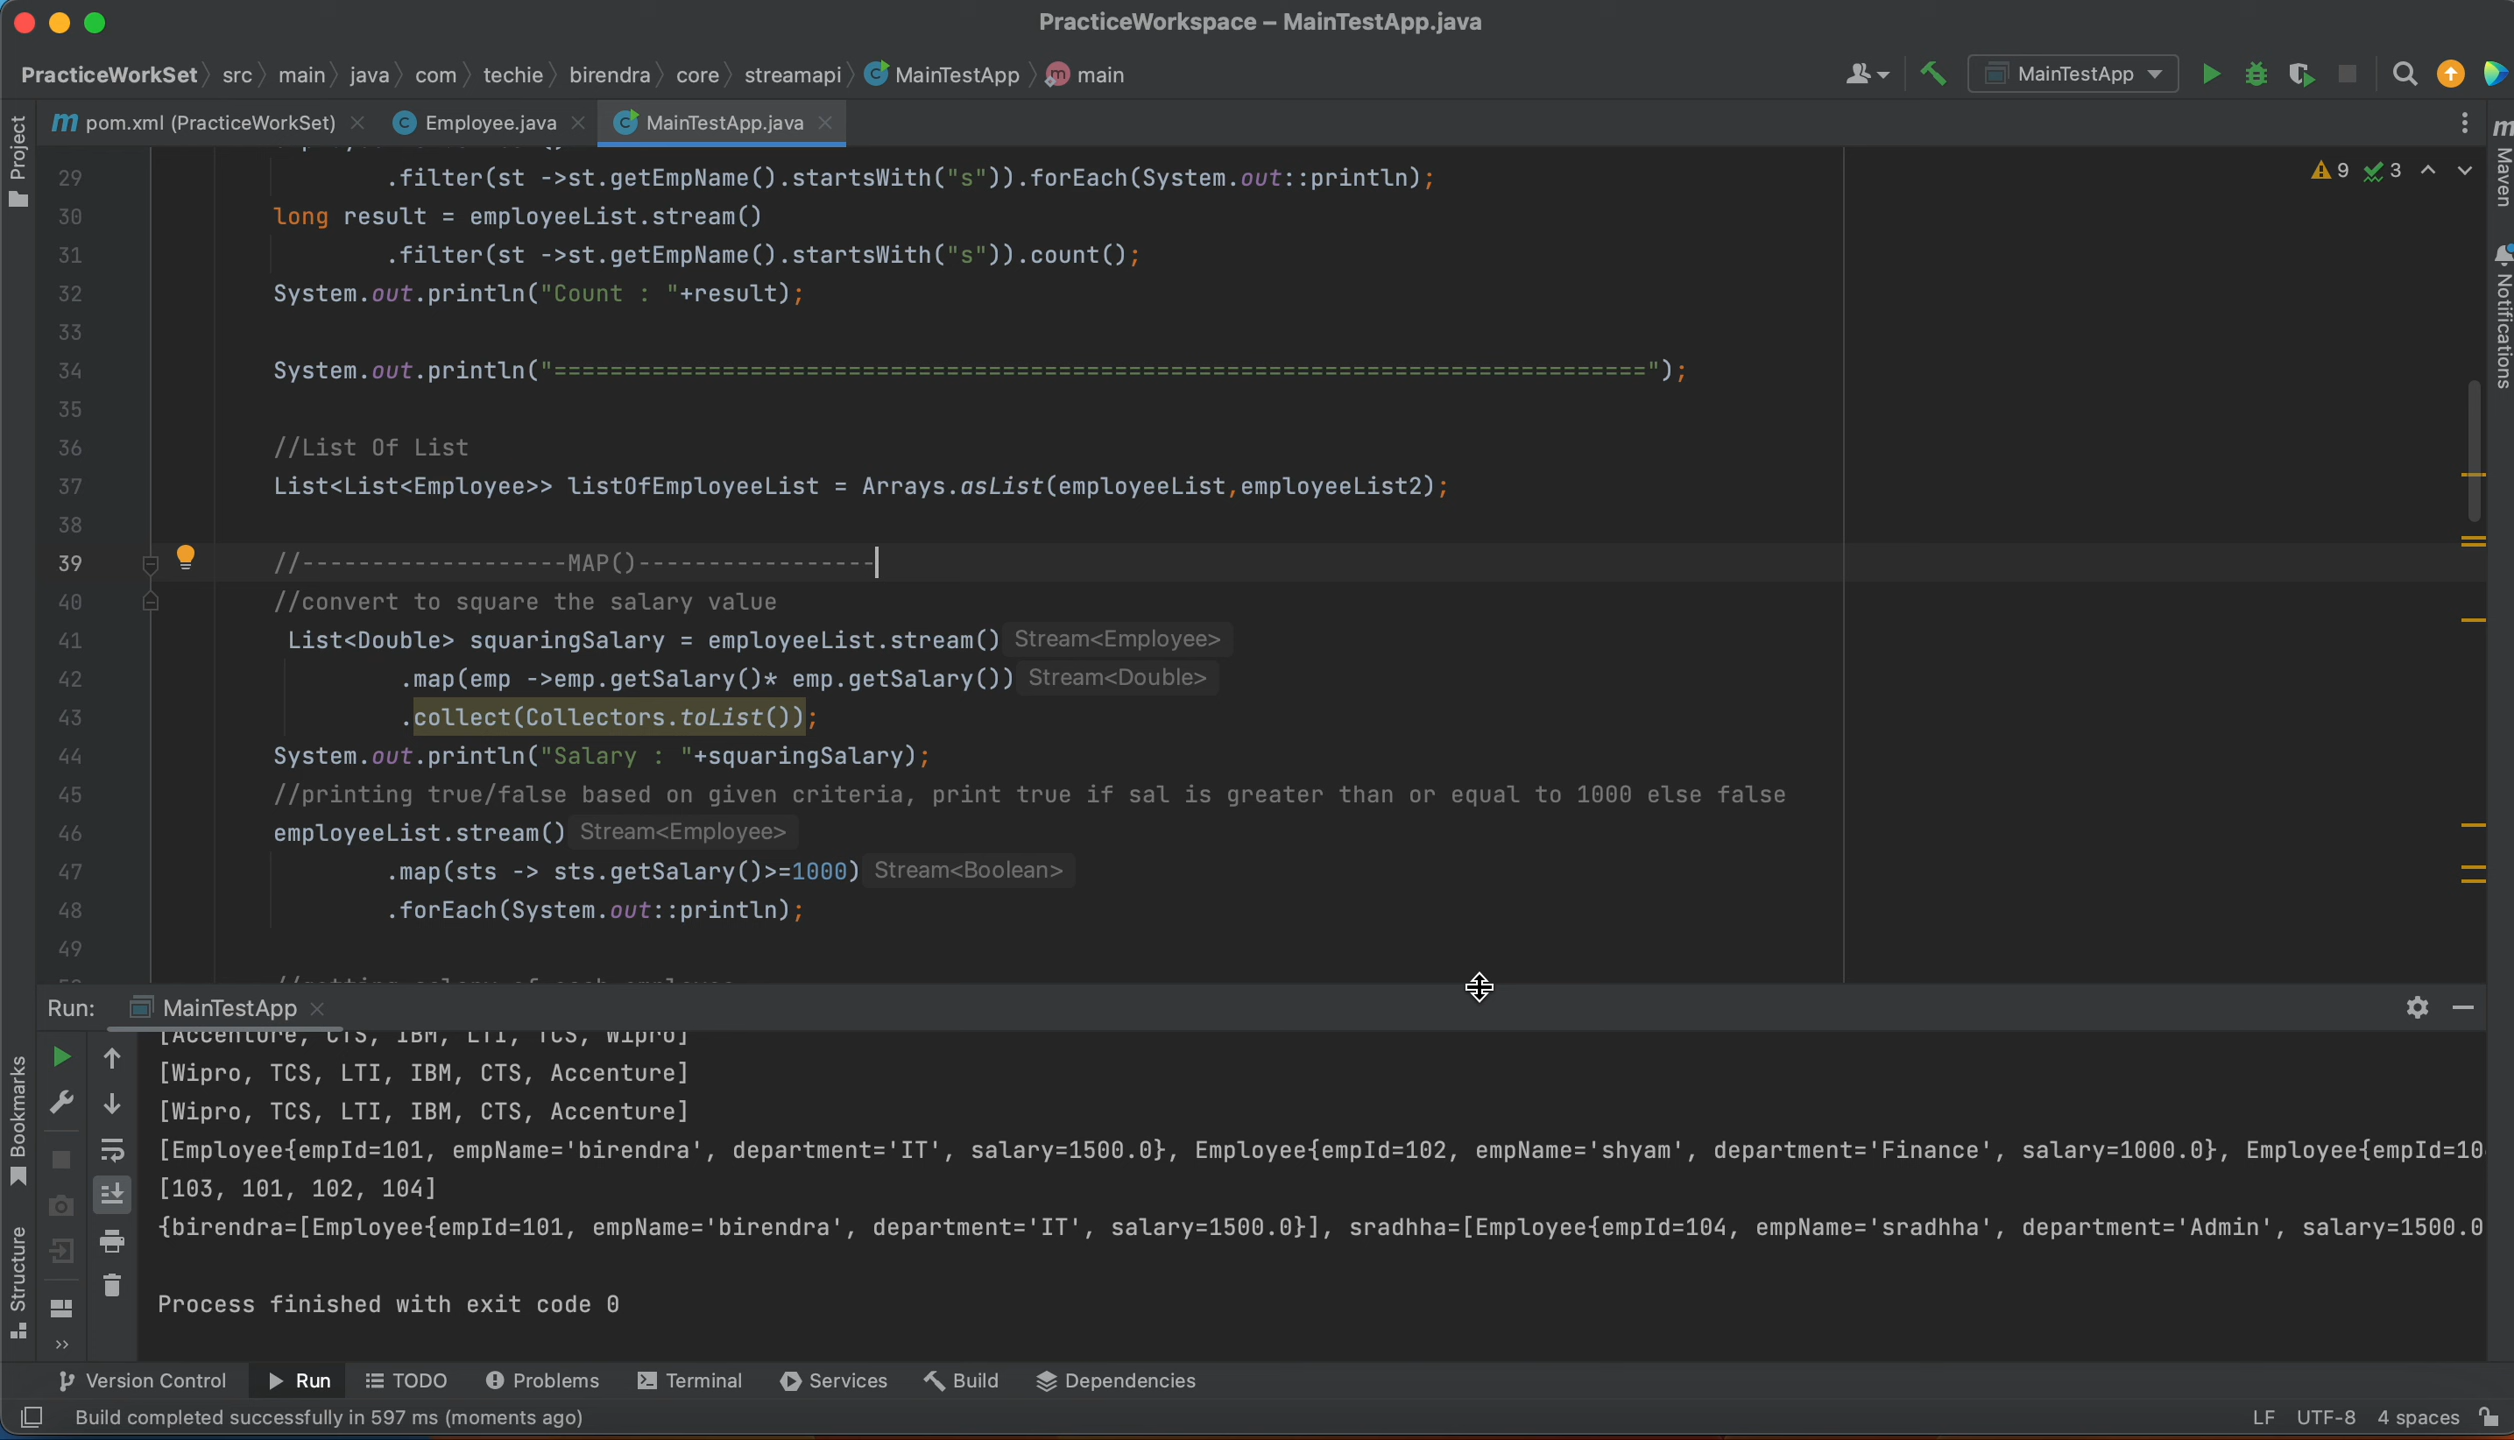 PracticeWorkspace – MainTestApp.java
PracticeWorkSet src main java com techie birendra core streamapi MainTestApp main
MainTestApp
pom.xml (PracticeWorkSet) Employee.java MainTestApp.java
Project
Maven
Notifications
9 3
29 .filter(st ->st.getEmpName().startsWith("s")).forEach(System.out::println);
30 long result = employeeList.stream()
31 .filter(st ->st.getEmpName().startsWith("s")).count();
32 System.out.println("Count : "+result);
33
34 System.out.println("==============================================================================");
35
36 //List Of List
37 List<List<Employee>> listOfEmployeeList = Arrays.asList(employeeList,employeeList2);
38
39 //-------------------MAP()-----------------
40 //convert to square the salary value
41 List<Double> squaringSalary = employeeList.stream() Stream<Employee>
42 .map(emp ->emp.getSalary()* emp.getSalary()) Stream<Double>
43 .collect(Collectors.toList());
44 System.out.println("Salary : "+squaringSalary);
45 //printing true/false based on given criteria, print true if sal is greater than or equal to 1000 else false
46 employeeList.stream() Stream<Employee>
47 .map(sts -> sts.getSalary()>=1000) Stream<Boolean>
48 .forEach(System.out::println);
49
Run: MainTestApp
[Accenture, CTS, IBM, LTI, TCS, Wipro]
[Wipro, TCS, LTI, IBM, CTS, Accenture]
[Wipro, TCS, LTI, IBM, CTS, Accenture]
[Employee{empId=101, empName='birendra', department='IT', salary=1500.0}, Employee{empId=102, empName='shyam', department='Finance', salary=1000.0}, Employee{empId=10
[103, 101, 102, 104]
{birendra=[Employee{empId=101, empName='birendra', department='IT', salary=1500.0}], sradhha=[Employee{empId=104, empName='sradhha', department='Admin', salary=1500.0
Process finished with exit code 0
Bookmarks
Structure
Version Control Run TODO Problems Terminal Services Build Dependencies
Build completed successfully in 597 ms (moments ago)
LF UTF-8 4 spaces